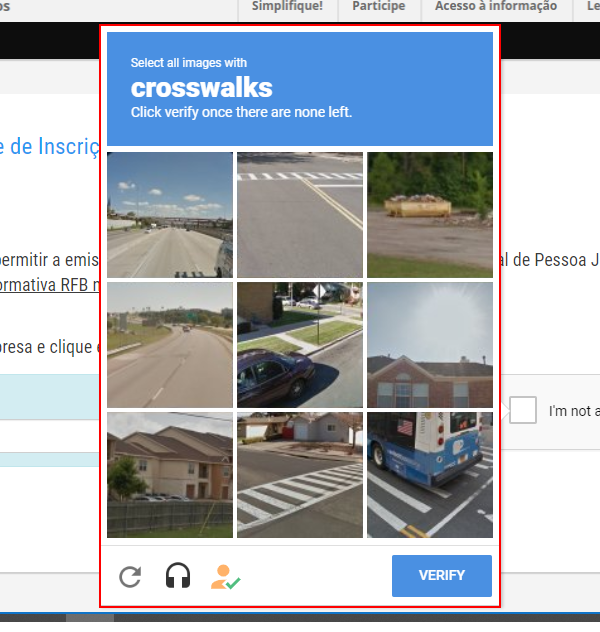 os
Simplifique!
Participe
Acesso à informação
Le
Select all images with
crosswalks
Click verify once there are none left.
e de Inscriç
permitir a emis
al de Pessoa J
ormativa RFB n
presa e clique
I'm not a
VERIFY